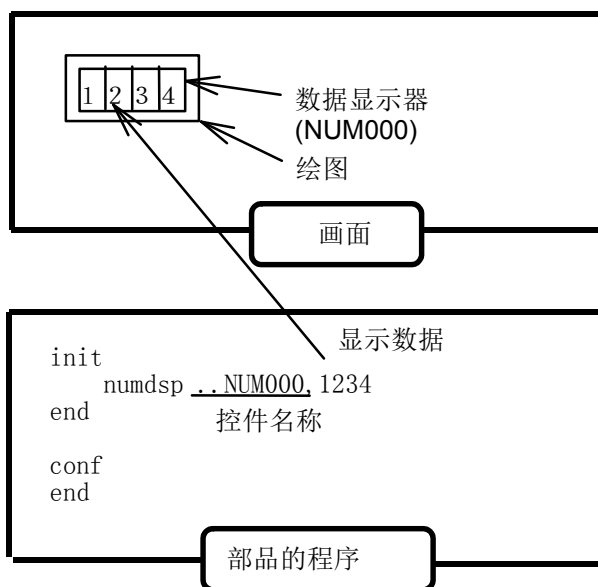 1 2 3 4
数据显示器
(NUM000)
绘图
画面
显示数据
init
numdsp ..NUM000,1234
end
控件名称
conf
end
部品的程序